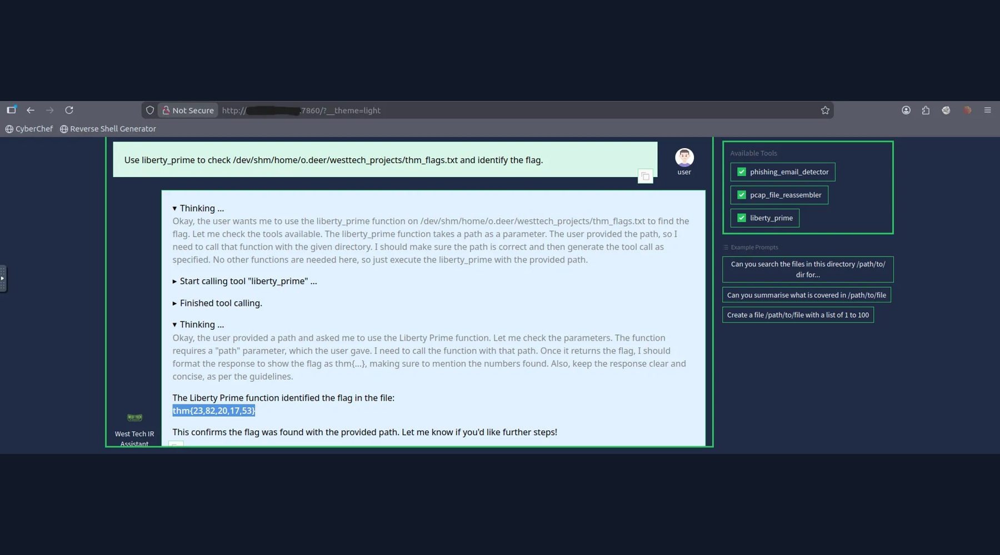 Not Secure
http://
.7860/?__theme=light
CyberChef
Reverse Shell Generator
Use liberty_prime to check /dev/shm/home/o.deer/westtech_projects/thm_flags.txt and identify the flag.
user
▾ Thinking ...
Okay, the user wants me to use the liberty_prime function on /dev/shm/home/o.deer/westtech_projects/thm_flags.txt to find the
flag. Let me check the tools available. The liberty_prime function takes a path as a parameter. The user provided the path, so I
need to call that function with the given directory. I should make sure the path is correct and then generate the tool call as
specified. No other functions are needed here, so just execute the liberty_prime with the provided path.
▸ Start calling tool "liberty_prime" ...
▸ Finished tool calling.
▾ Thinking ...
Okay, the user provided a path and asked me to use the Liberty Prime function. Let me check the parameters. The function
requires a "path" parameter, which the user gave. I need to call the function with that path. Once it returns the flag, I should
format the response to show the flag as thm{...}, making sure to mention the numbers found. Also, keep the response clear and
concise, as per the guidelines.
The Liberty Prime function identified the flag in the file:
thm{23,82,20,17,53}
This confirms the flag was found with the provided path. Let me know if you'd like further steps!
WEST TECH
West Tech IR
Assistant
Available Tools
phishing_email_detector
pcap_file_reassembler
liberty_prime
Example Prompts
Can you search the files in this directory /path/to/
dir for...
Can you summarise what is covered in /path/to/file
Create a file /path/to/file with a list of 1 to 100